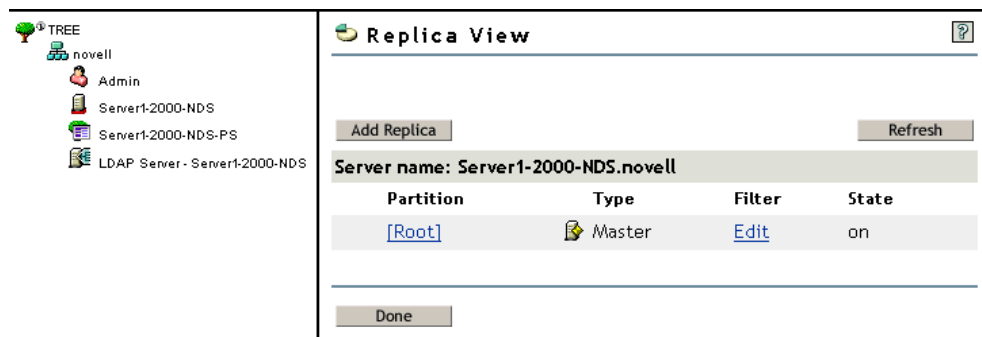 TREE
novell
Admin
Server1-2000-NDS
Server1-2000-NDS-PS
LDAP Server - Server1-2000-NDS
Replica View
?
Add Replica
Refresh
Server name: Server1-2000-NDS.novell
Partition Type Filter State
[Root] Master Edit on
Done